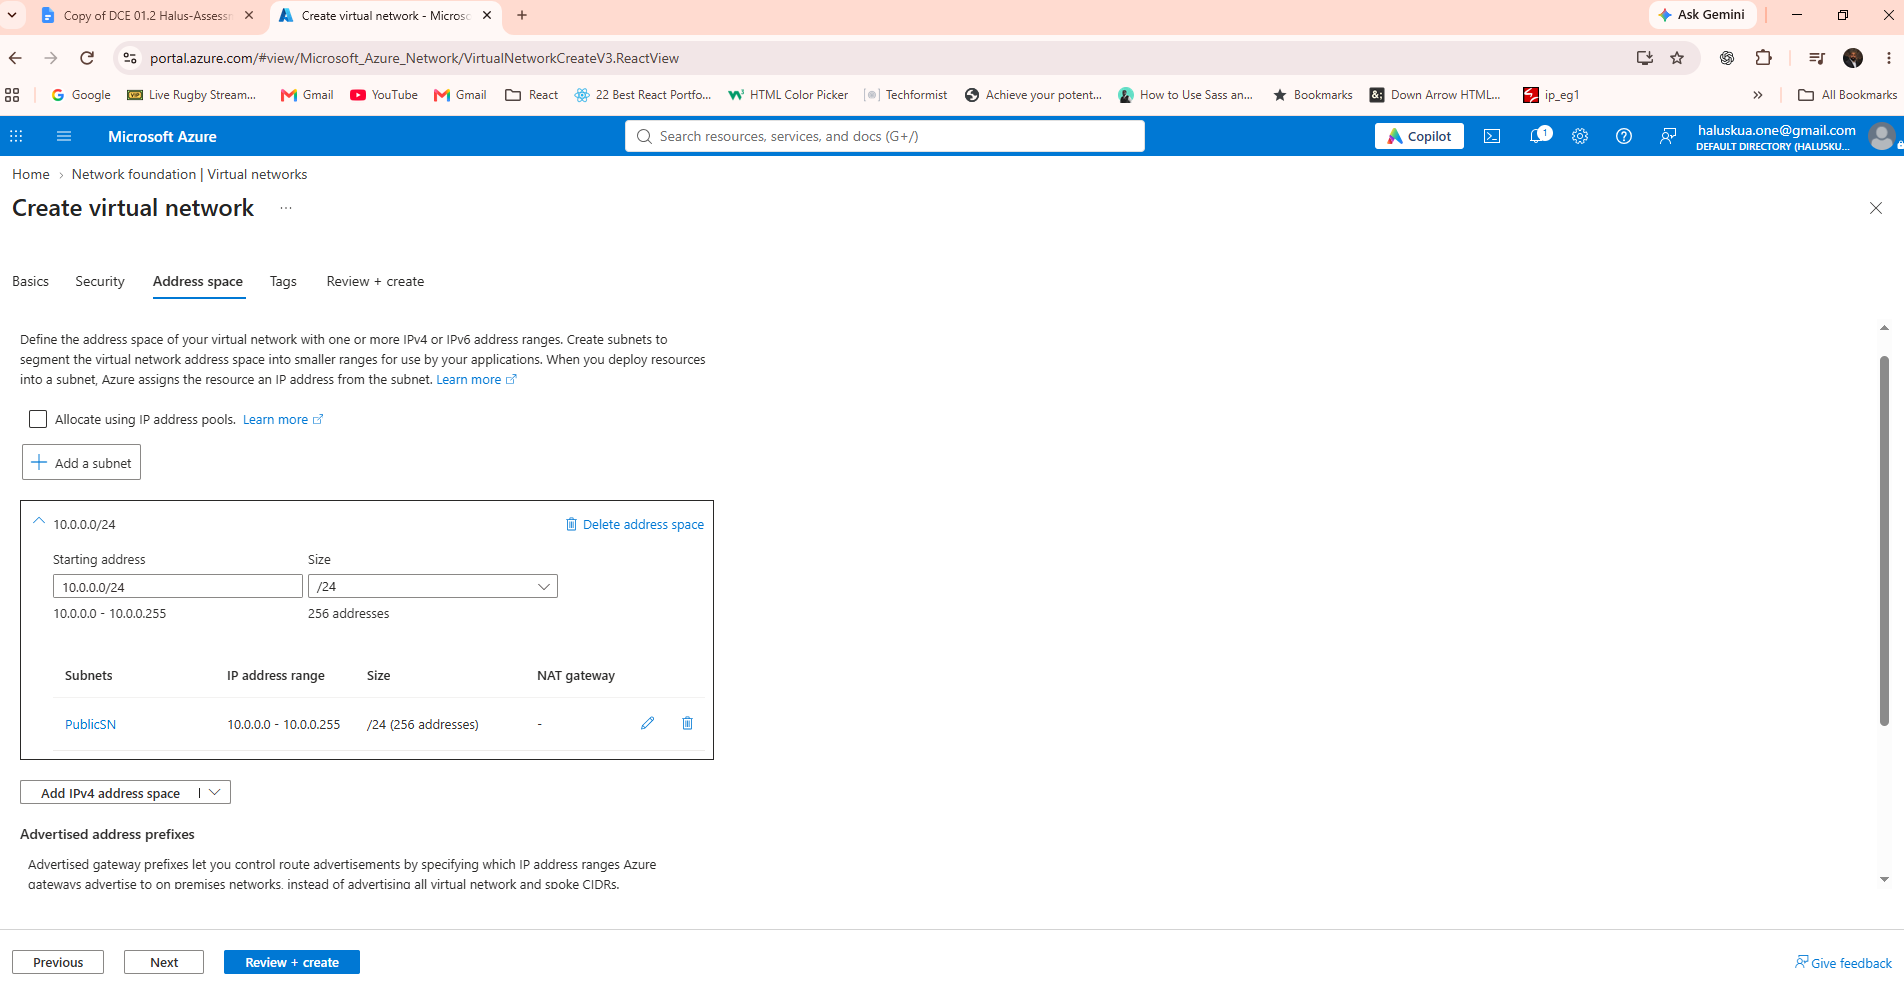 Copy of DCE 01.2 Halus-Assessm
Create virtual network - Microso
Ask Gemini
portal.azure.com/#view/Microsoft_Azure_Network/VirtualNetworkCreateV3.ReactView
Google
Live Rugby Stream...
Gmail
YouTube
Gmail
React
22 Best React Portfo...
HTML Color Picker
Techformist
Achieve your potent...
How to Use Sass an...
Bookmarks
Down Arrow HTML...
ip_eg1
All Bookmarks
Microsoft Azure
Search resources, services, and docs (G+/)
Copilot
1
haluskua.one@gmail.com
DEFAULT DIRECTORY (HALUSKU...
Home > Network foundation | Virtual networks
Create virtual network ...
Basics
Security
Address space
Tags
Review + create
Define the address space of your virtual network with one or more IPv4 or IPv6 address ranges. Create subnets to
segment the virtual network address space into smaller ranges for use by your applications. When you deploy resources
into a subnet, Azure assigns the resource an IP address from the subnet. Learn more
Allocate using IP address pools. Learn more
Add a subnet
10.0.0.0/24
Delete address space
Starting address
Size
10.0.0.0/24
/24
10.0.0.0 - 10.0.0.255
256 addresses
Subnets
IP address range
Size
NAT gateway
PublicSN
10.0.0.0 - 10.0.0.255
/24 (256 addresses)
-
Add IPv4 address space |
Advertised address prefixes
Advertised gateway prefixes let you control route advertisements by specifying which IP address ranges Azure
gateways advertise to on premises networks, instead of advertising all virtual network and spoke CIDRs.
Previous
Next
Review + create
Give feedback